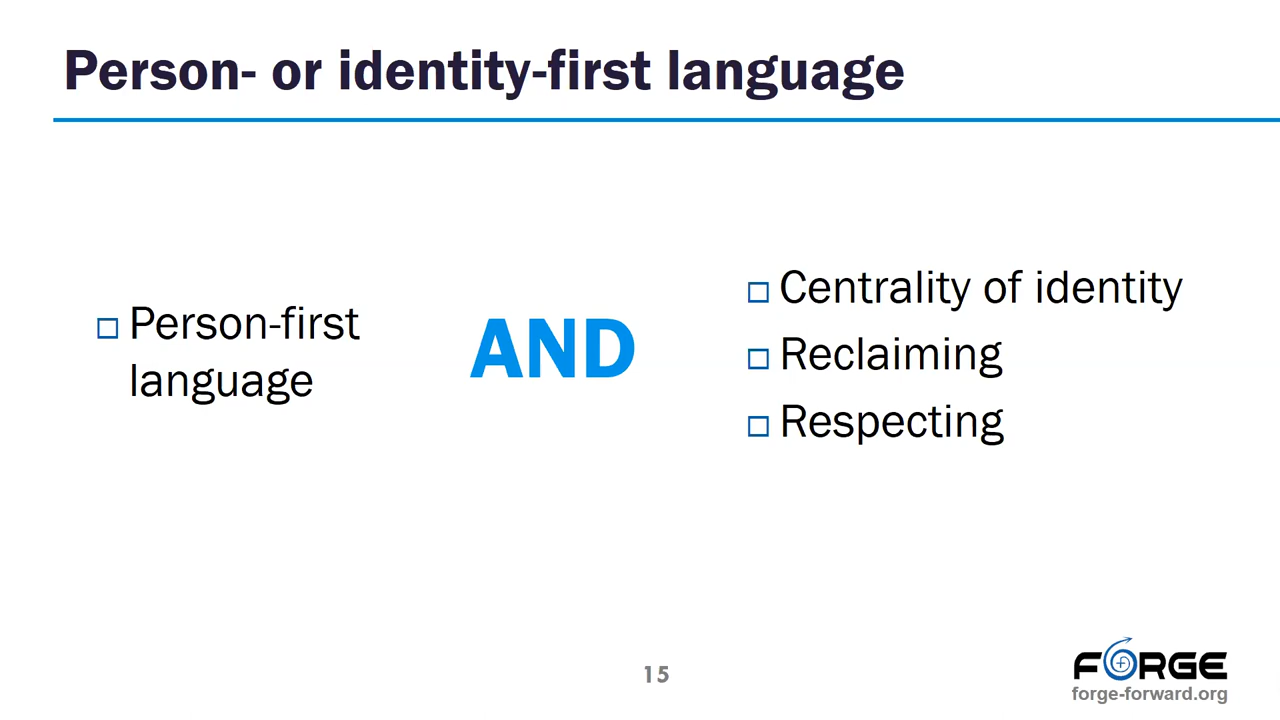 Person- or identity-first language
Person-first
language
AND
Centrality of identity
Reclaiming
Respecting
15
FORGE
forge-forward.org